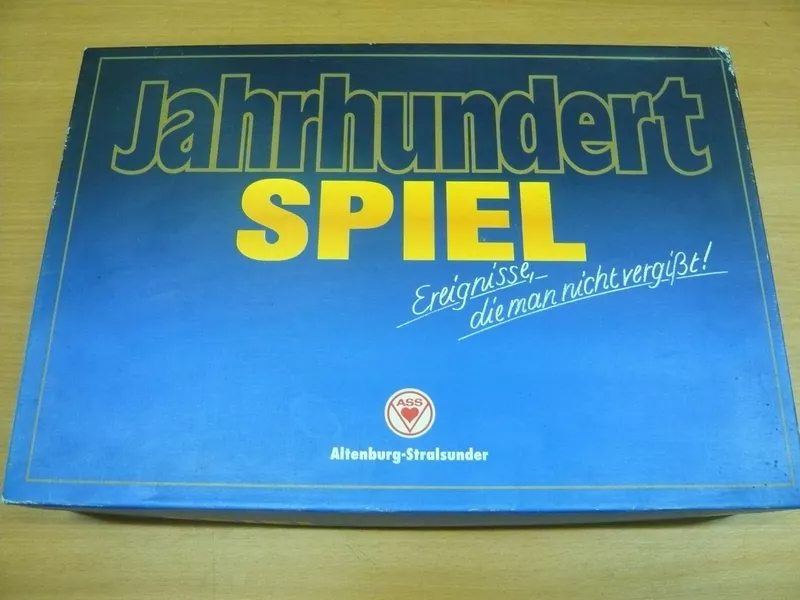 Jahrhundert
SPIEL
Ereignisse,
die man nicht vergißt!
ASS
Altenburg-Stralsunder